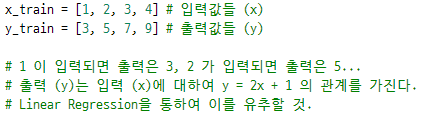 x_train = [1, 2, 3, 4] # 입력값들 (x)
y_train = [3, 5, 7, 9] # 출력값들 (y)
# 1 이 입력되면 출력은 3, 2 가 입력되면 출력은 5...
# 출력 (y)는 입력 (x)에 대하여 y = 2x + 1 의 관계를 가진다.
# Linear Regression을 통하여 이를 유추할 것.